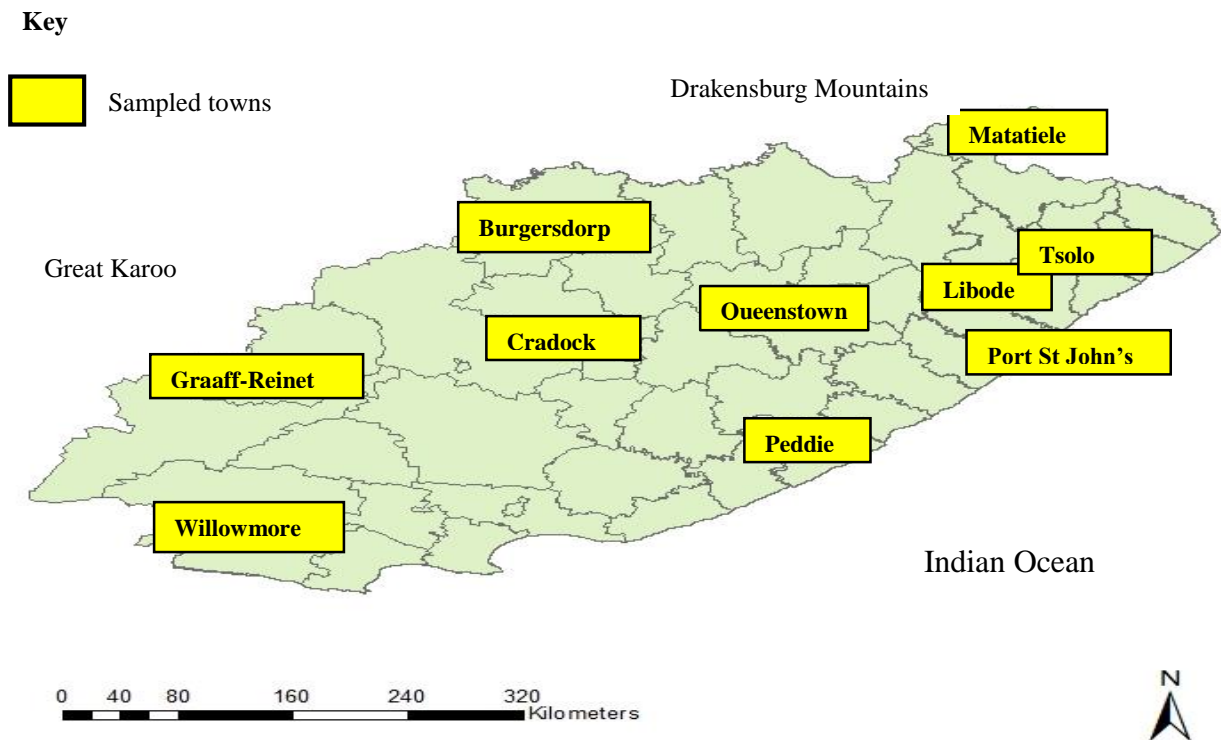 Key
Sampled towns
Drakensburg Mountains
Matatiele
Burgersdorp
Tsolo
Great Karoo
Libode
Oueenstown
Cradock
Port St John’s
Graaff-Reinet
Peddie
Willowmore
Indian Ocean
0 40 80 160 240 320
Kilometers
N